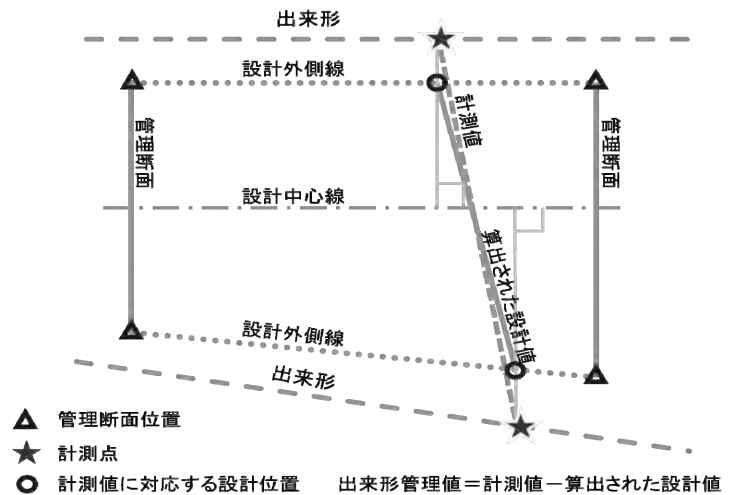 出来形
設計外側線
計測値
管理断面
管理断面
設計中心線
算出された設計値
設計外側線
出来形
管理断面位置
計測点
計測値に対応する設計位置
出来形管理値＝計測値－算出された設計値